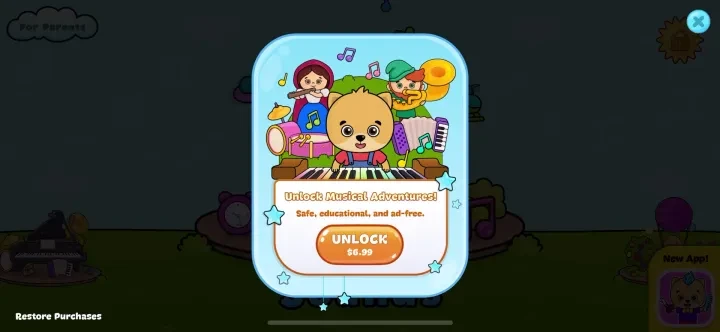 For Parents
Unlock Musical Adventures!
Safe, educational, and ad-free.
UNLOCK
$6.99
New App!
Restore Purchases